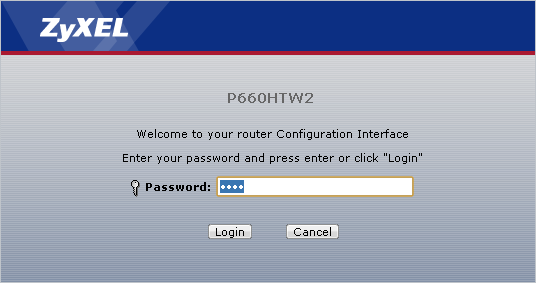 ZyXEL
P660HTW2
Welcome to your router Configuration Interface
Enter your password and press enter or click "Login"
Password: ••••
Login Cancel